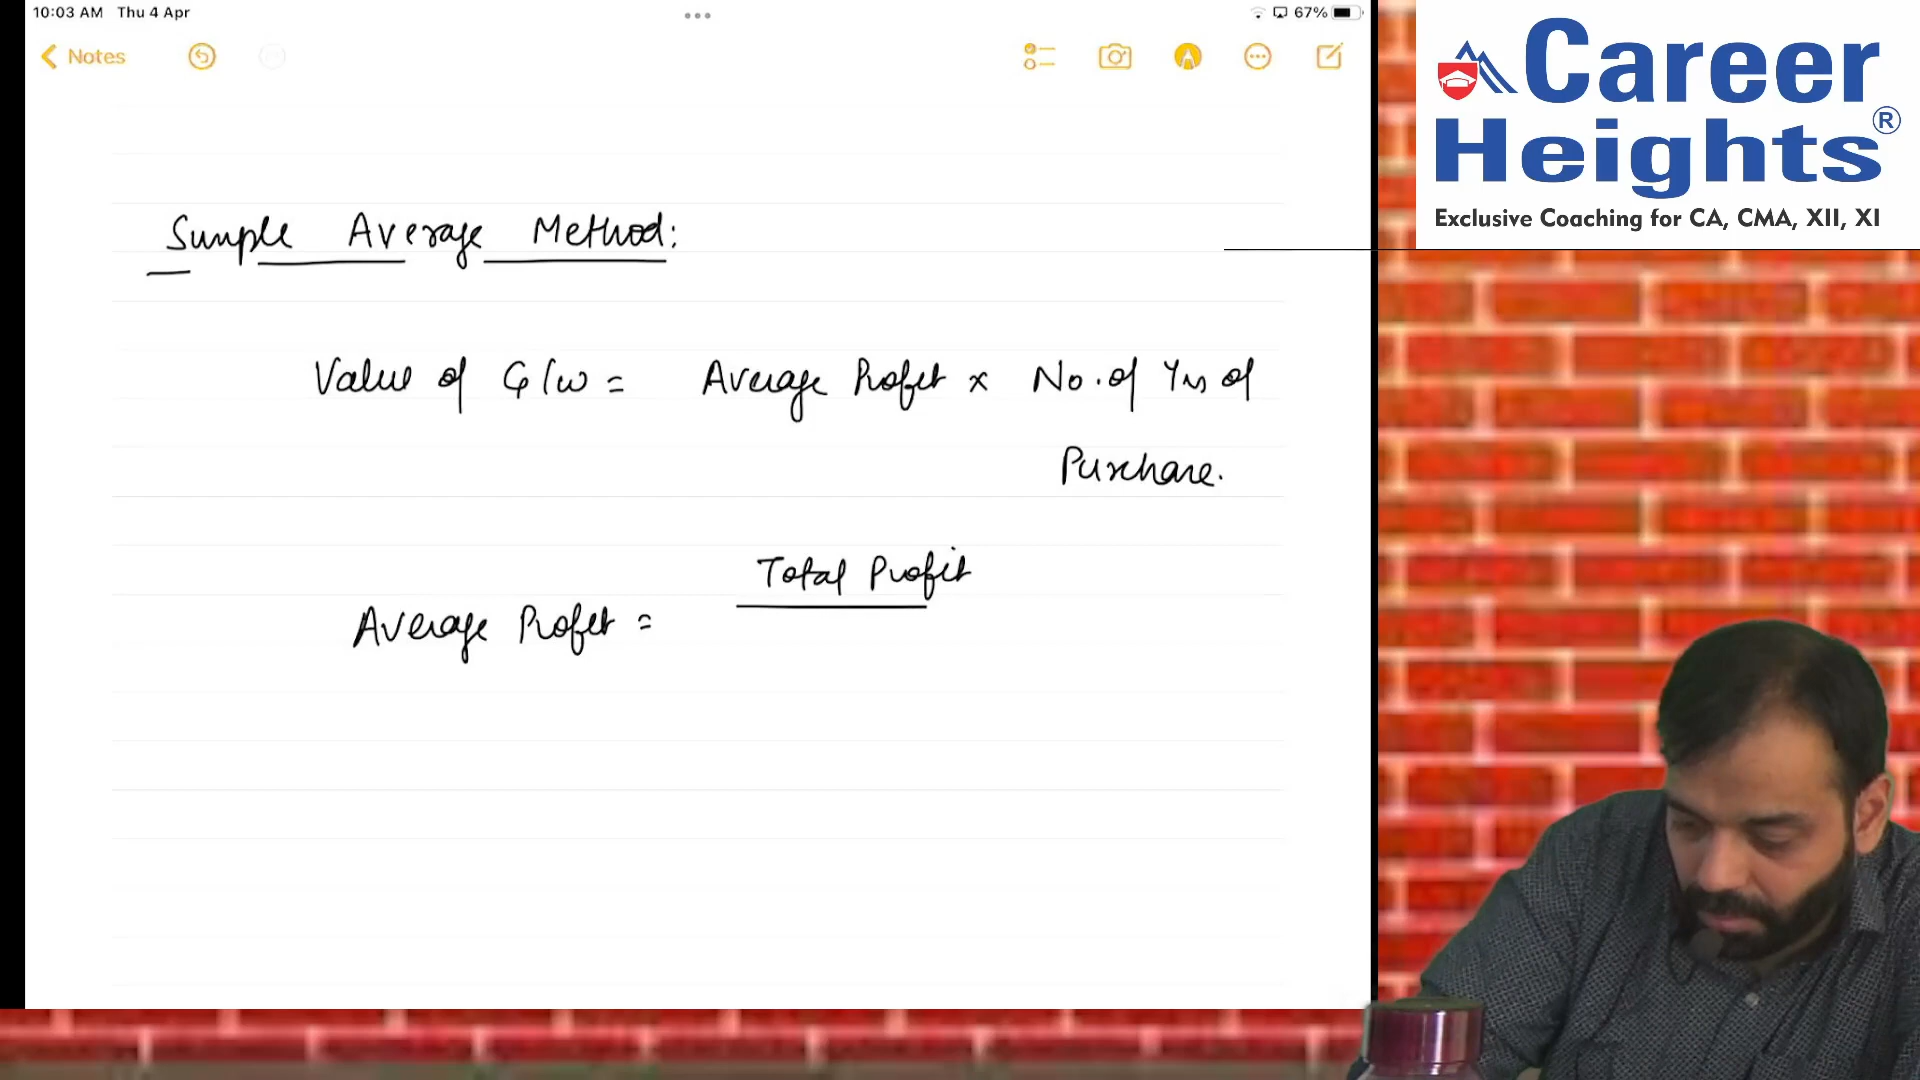 10:03 AM Thu 4 Apr
67%
Notes
Career
Heights®
Exclusive Coaching for CA, CMA, XII, XI
Simple Average Method:
Value of G/w = Average Profit × No. of Yrs of
Purchase.
Total Profit
Average Profit =